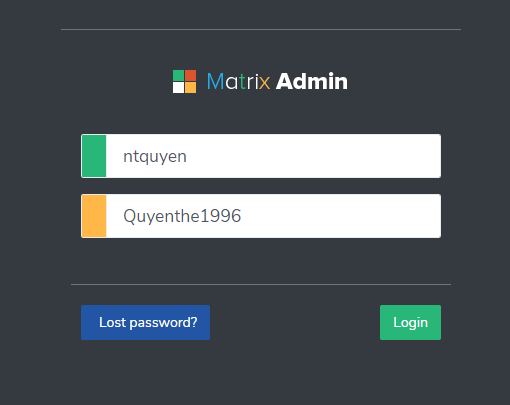 Matrix Admin
ntquyen
Quyenthe1996
Lost password?
Login